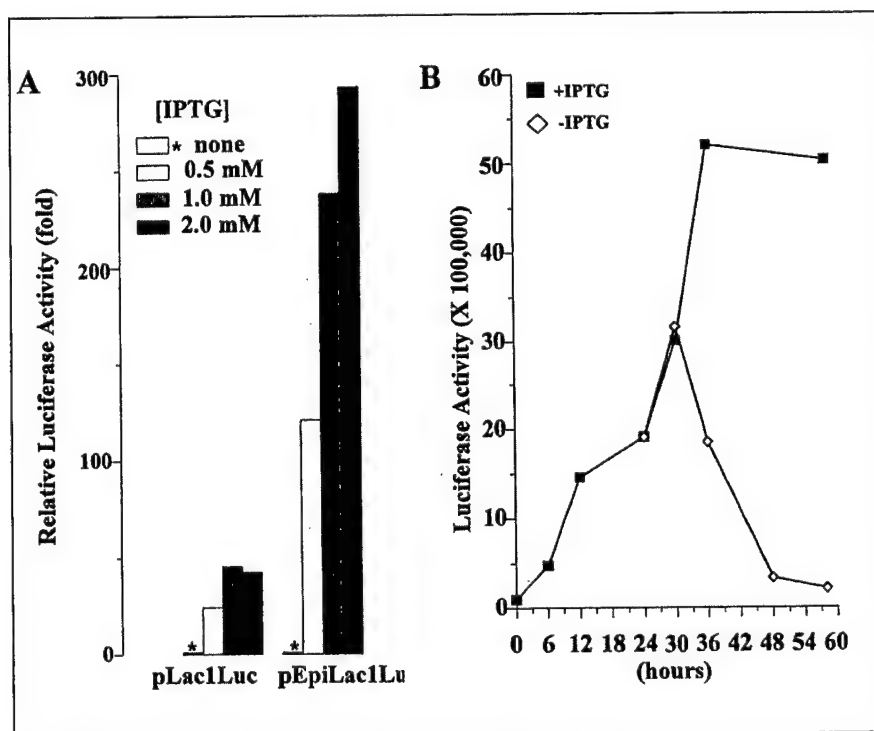 A
Relative Luciferase Activity (fold)
300
200
100
0
[IPTG]
* none
0.5 mM
1.0 mM
2.0 mM
*
*
pLac1Luc
pEpiLac1Lu
B
Luciferase Activity (X 100,000)
60
50
40
30
20
10
0
+IPTG
-IPTG
0 6 12 18 24 30 36 42 48 54 60
(hours)